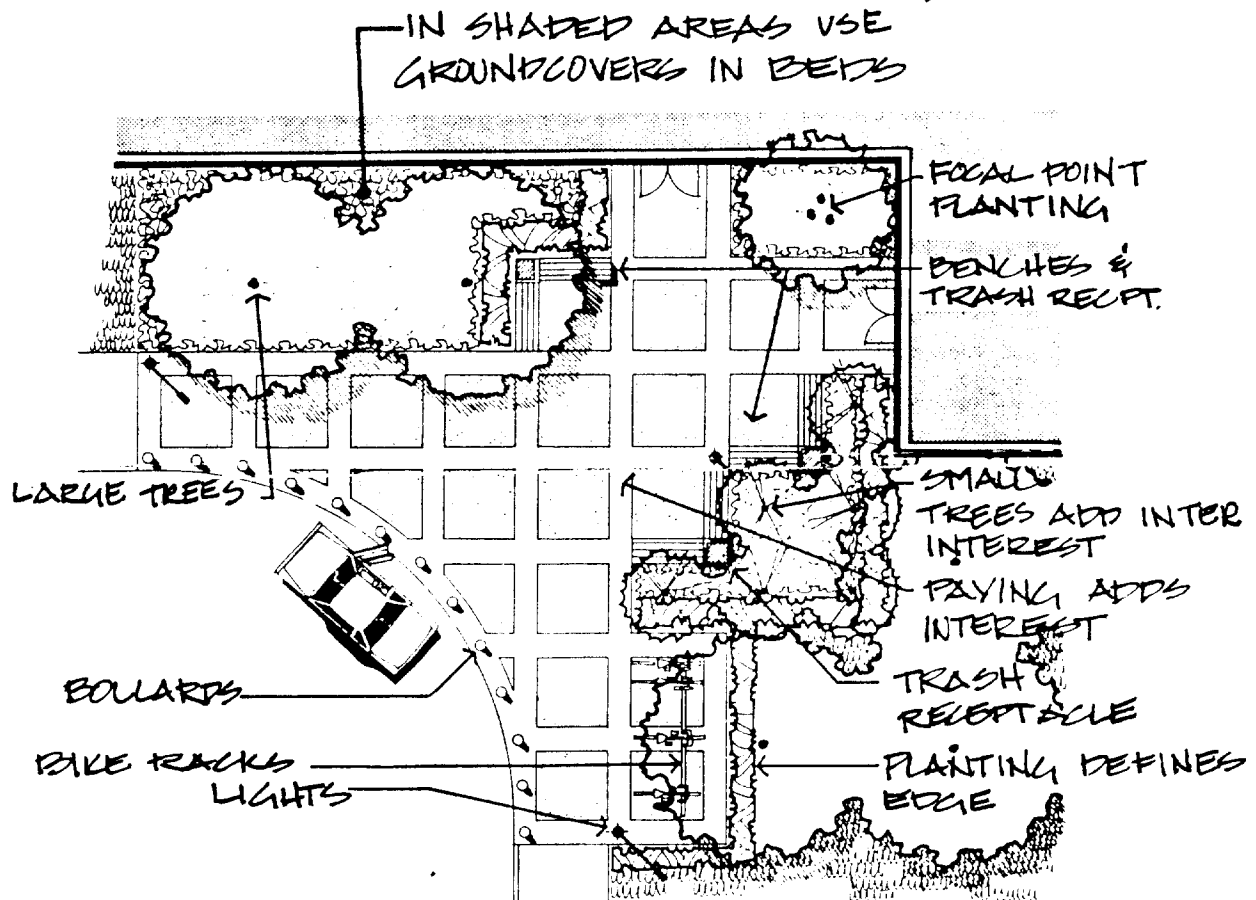 IN SHADED AREAS USE
GROUNDCOVERS IN BEDS
FOCAL POINT
PLANTING
BENCHES &
TRASH RECPT.
LARGE TREES
SMALL
TREES ADD INTER
INTEREST
PAVING ADDS
INTEREST
BOLLARDS
TRASH
RECEPTACLE
BIKE RACKS
LIGHTS
PLANTING DEFINES
EDGE